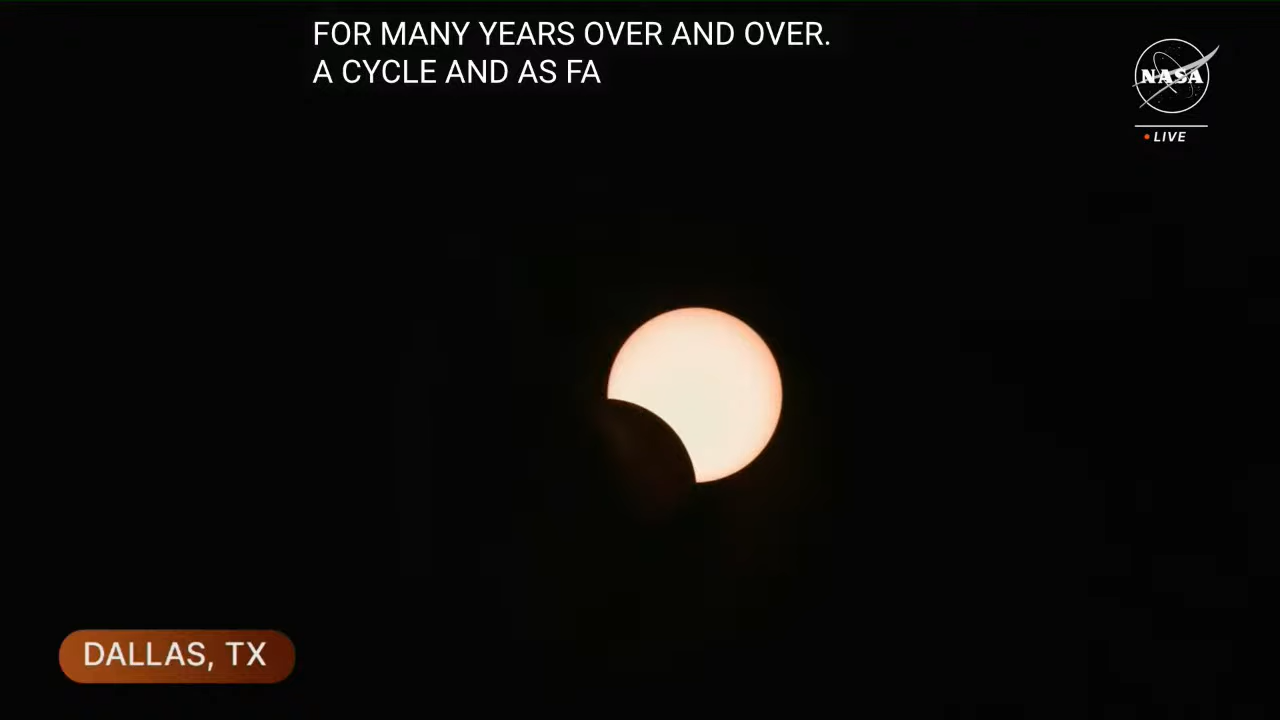 FOR MANY YEARS OVER AND OVER.
A CYCLE AND AS FA
NASA
LIVE
DALLAS, TX